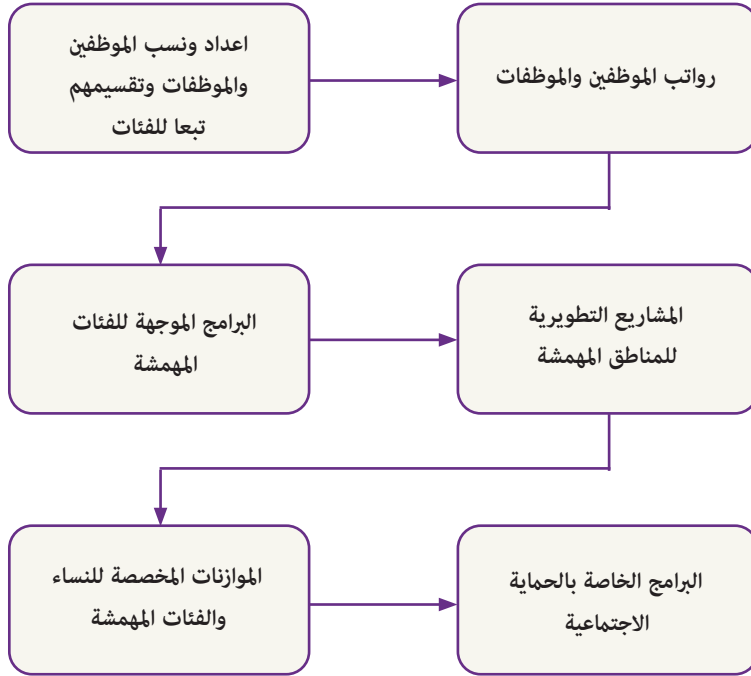 اعداد ونسب الموظفين
والموظفات وتقسيمهم
تبعا للفئات
رواتب الموظفين والموظفات
البرامج الموجهة للفئات
المهمشة
المشاريع التطويرية
للمناطق المهمشة
الموازنات المخصصة للنساء
والفئات المهمشة
البرامج الخاصة بالحماية
الاجتماعية